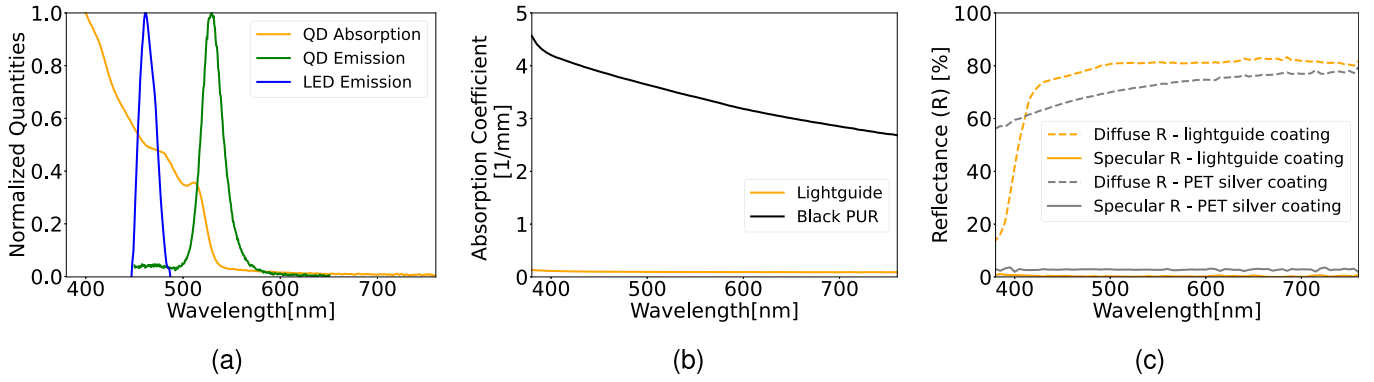 1.0
0.8
0.6
0.4
0.2
0.0
Normalized Quantities
QD Absorption
QD Emission
LED Emission
400 500 600 700
Wavelength[nm]
(a)
5
4
3
2
1
0
Absorption Coefficient
[1/mm]
Lightguide
Black PUR
400 500 600 700
Wavelength[nm]
(b)
100
80
60
40
20
0
Reflectance (R) [%]
Diffuse R - lightguide coating
Specular R - lightguide coating
Diffuse R - PET silver coating
Specular R - PET silver coating
400 500 600 700
Wavelength[nm]
(c)